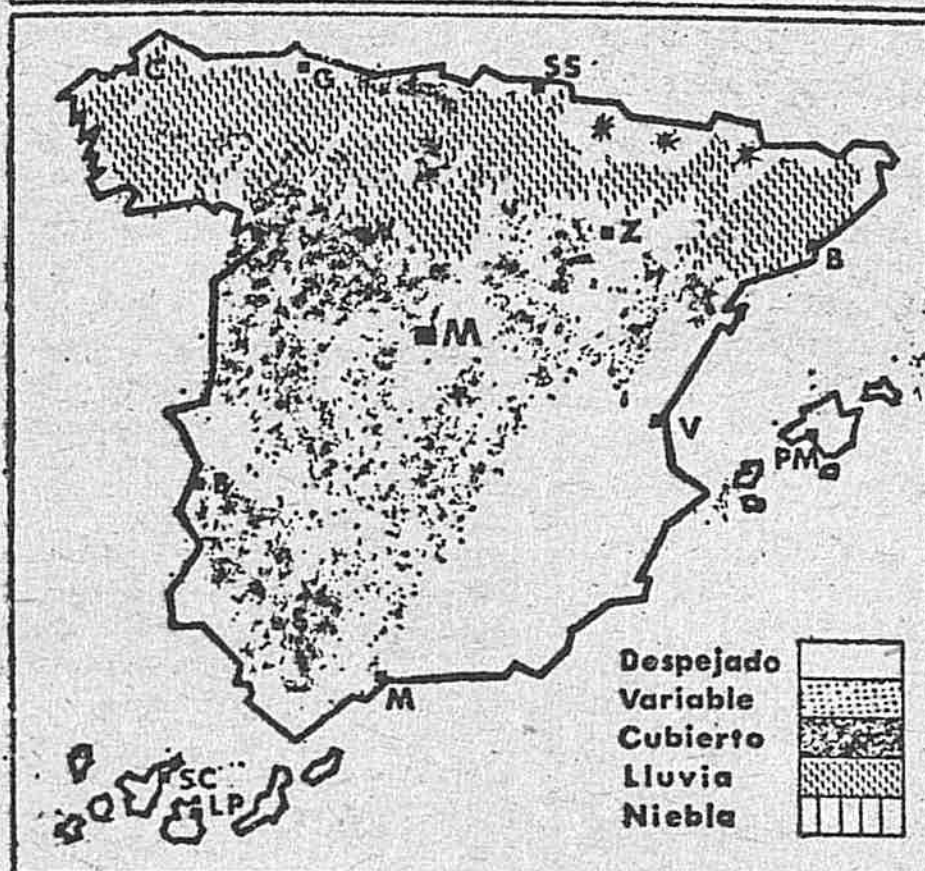 C
G
SS
Z
B
M
V
PM
B
S
M
SC
LP
Despejado
Variable
Cubierto
Lluvia
Niebla